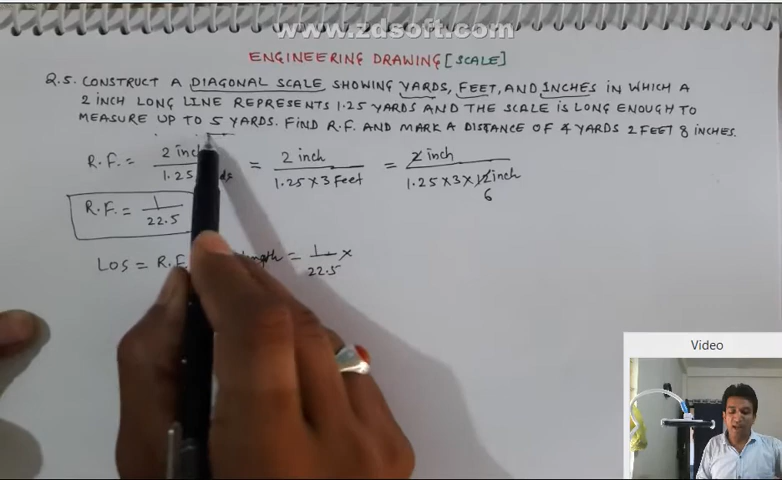 www.zdsoft.com
ENGINEERING DRAWING [SCALE]
Q.5. CONSTRUCT A DIAGONAL SCALE SHOWING YARDS, FEET, AND INCHES IN WHICH A
2 INCH LONG LINE REPRESENTS 1.25 YARDS AND THE SCALE IS LONG ENOUGH TO
MEASURE UP TO 5 YARDS. FIND R.F. AND MARK A DISTANCE OF 4 YARDS 2 FEET 8 INCHES.
R.F. = 2 inch / 1.25 = 2 inch / 1.25 × 3 Feet = 2 inch / 1.25 × 3 × 12 inch
6
R.F. = 1 / 22.5
LOS = R.F. = 1 / 22.5 ×
Video